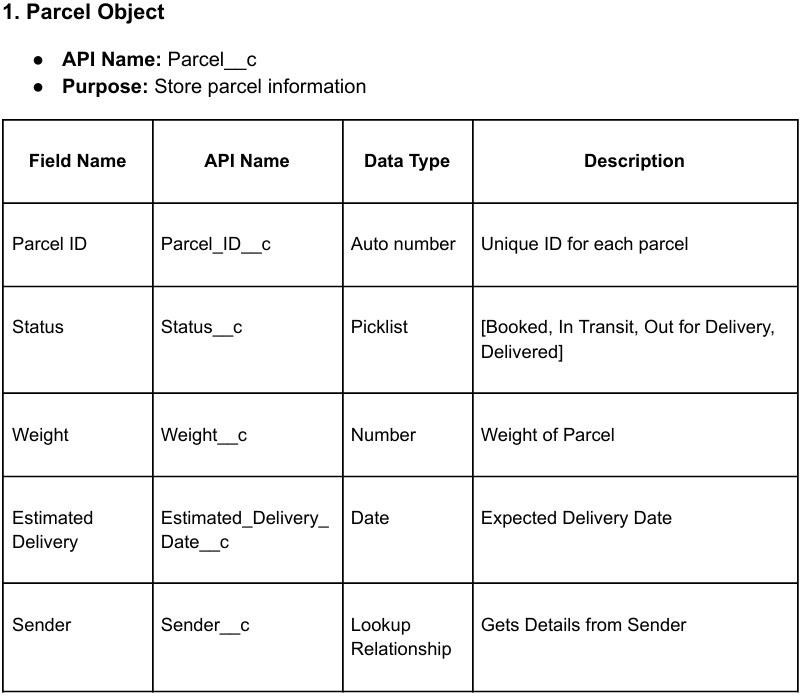 1. Parcel Object
● API Name: Parcel__c
● Purpose: Store parcel information
Field Name API Name Data Type Description
Parcel ID Parcel_ID__c Auto number Unique ID for each parcel
Status Status__c Picklist [Booked, In Transit, Out for Delivery,
Delivered]
Weight Weight__c Number Weight of Parcel
Estimated
Delivery
Estimated_Delivery_
Date__c
Date
Expected Delivery Date
Sender Sender__c
Lookup
Relationship
Gets Details from Sender